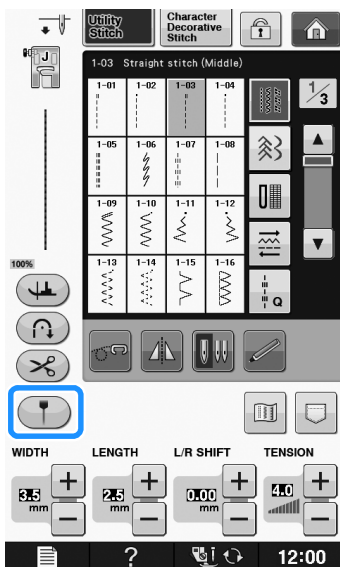 Utility Stitch
Character Decorative Stitch
J
1-03 Straight stitch (Middle)
1/3
1-01 1-02 1-03 1-04
1-05 1-06 1-07 1-08
1-09 1-10 1-11 1-12
1-13 1-14 1-15 1-16
Q
100%
WIDTH LENGTH L/R SHIFT TENSION
3.5 mm 2.5 mm 0.00 mm 4.0
+ + + +
− − − −
? 12:00